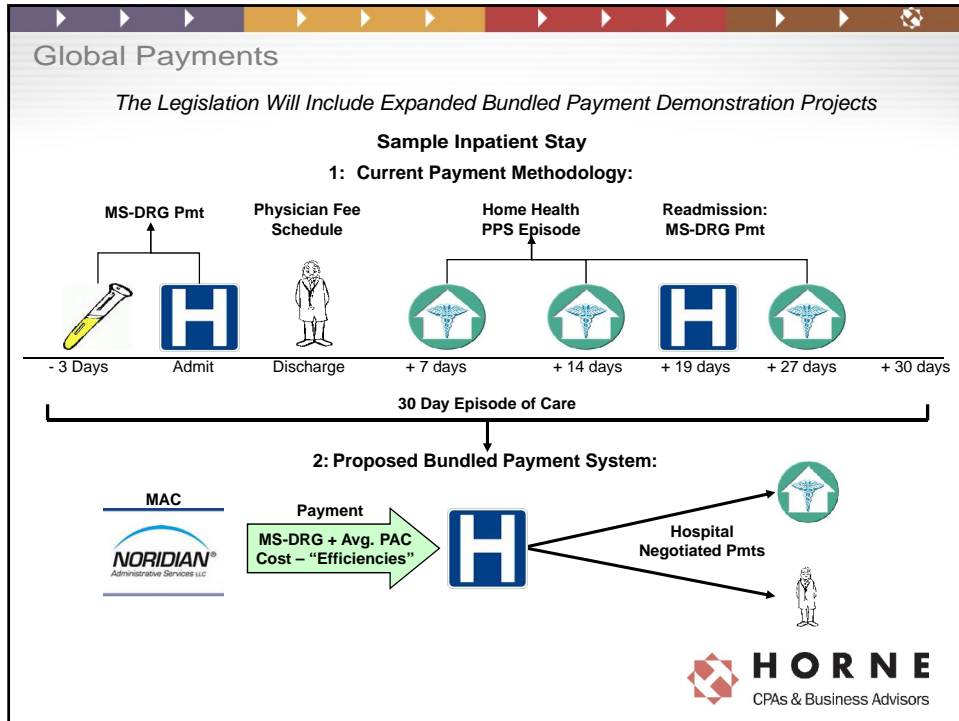 Global Payments
The Legislation Will Include Expanded Bundled Payment Demonstration Projects
Sample Inpatient Stay
1: Current Payment Methodology:
MS-DRG Pmt
Physician Fee
Schedule
Home Health
PPS Episode
Readmission:
MS-DRG Pmt
H
H
- 3 Days
Admit
Discharge
+ 7 days
+ 14 days
+ 19 days
+ 27 days
+ 30 days
30 Day Episode of Care
2: Proposed Bundled Payment System:
MAC
NORIDIAN®
Administrative Services LLC
Payment
MS-DRG + Avg. PAC
Cost – “Efficiencies”
H
Hospital
Negotiated Pmts
HORNE
CPAs & Business Advisors